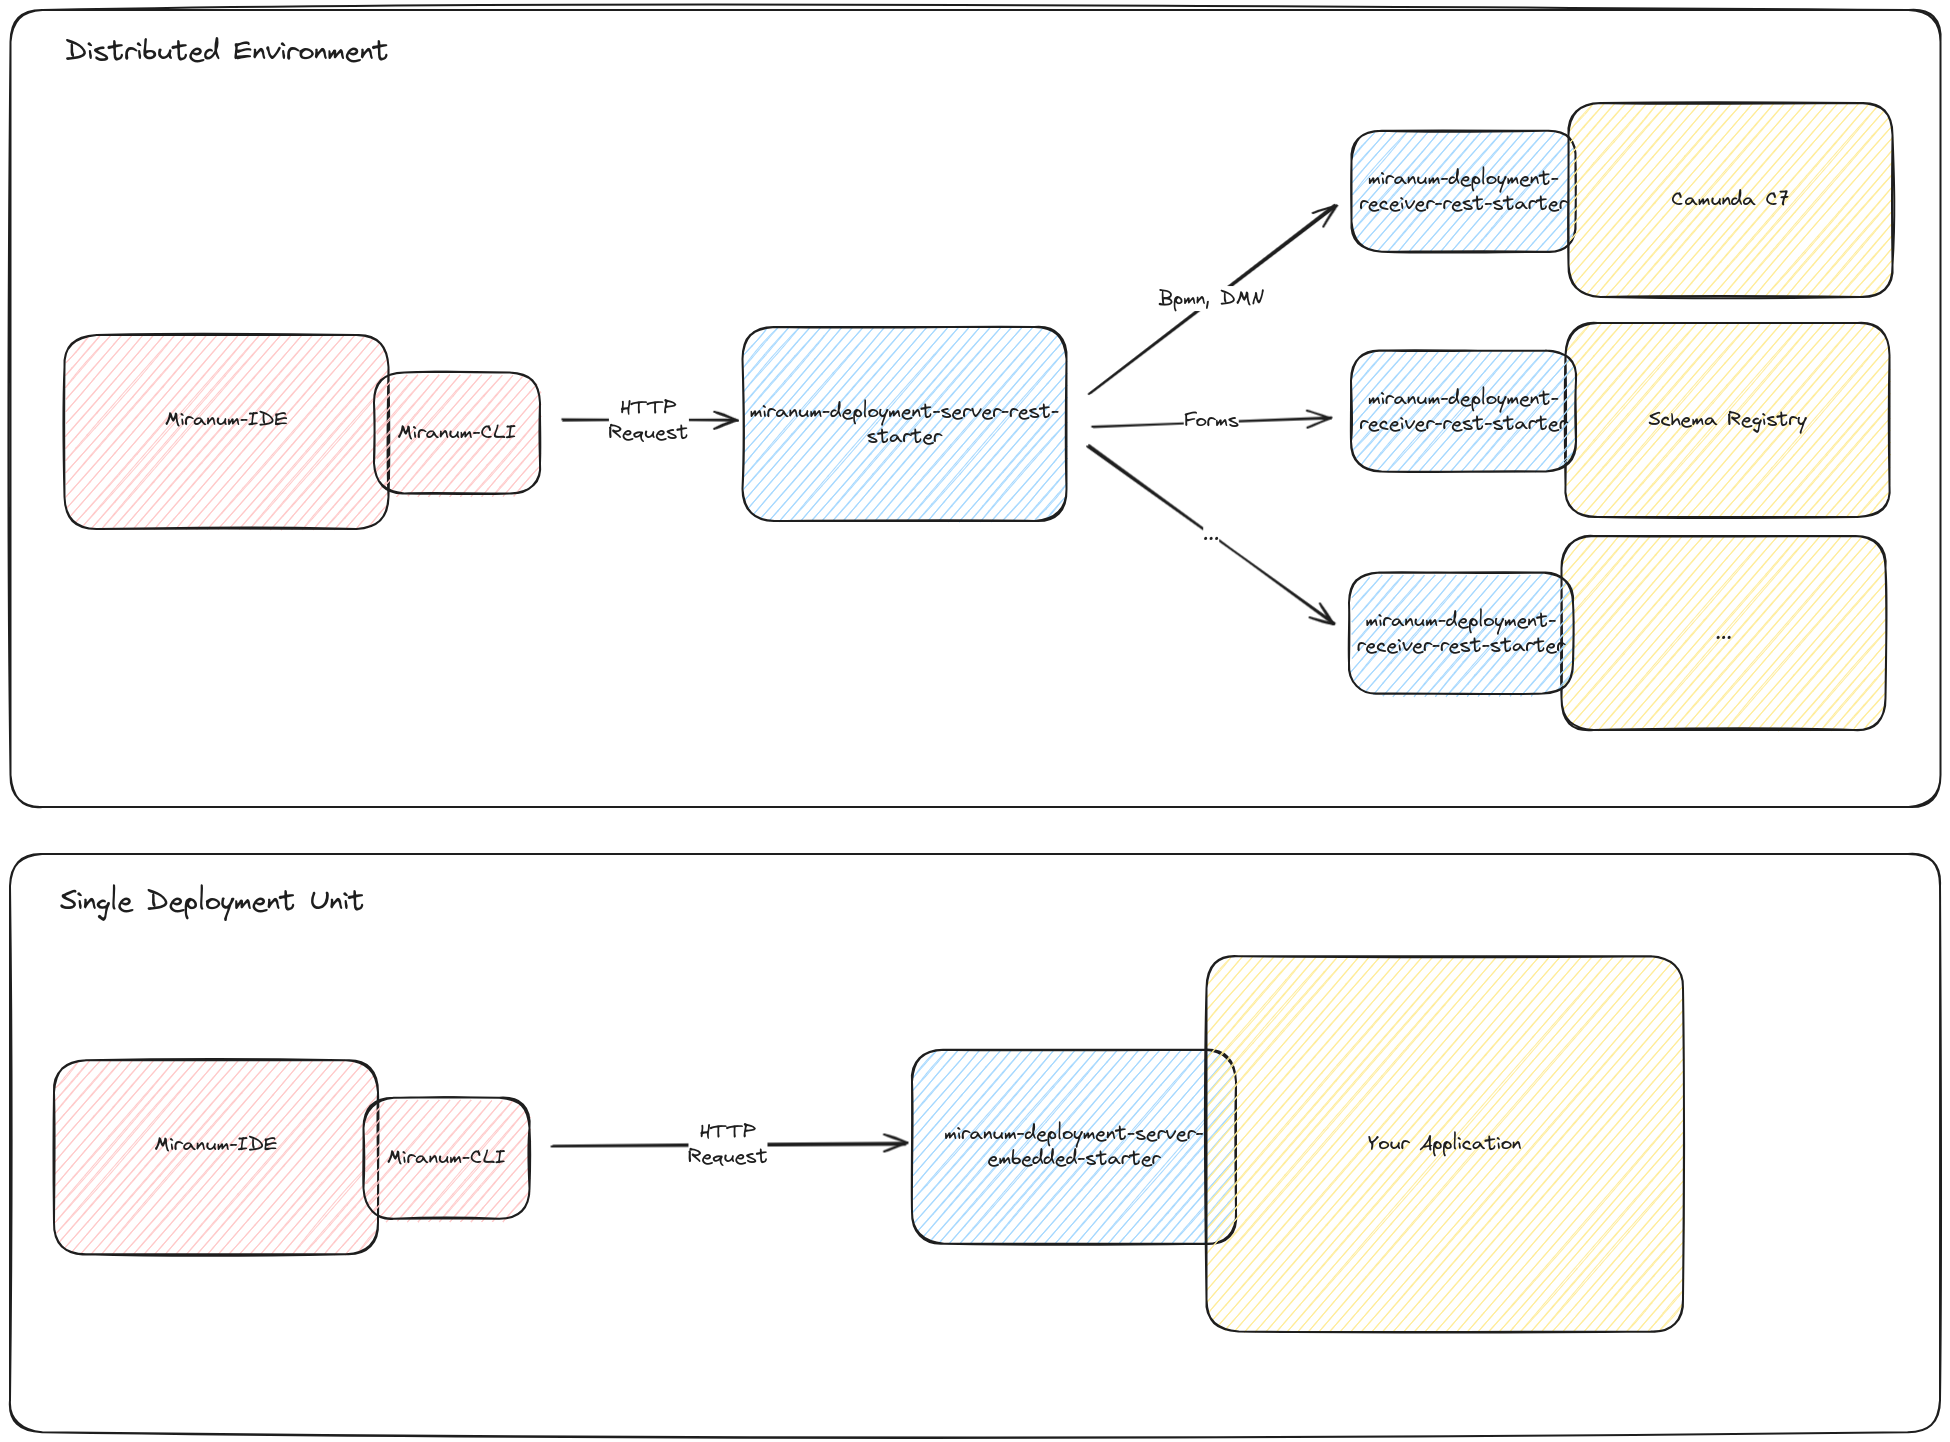 Distributed Environment
miranum-deployment-
receiver-rest-starter
Camunda C7
Bpmn, DMN
Miranum-IDE
Miranum-CLI
HTTP
Request
miranum-deployment-server-rest-
starter
Forms
miranum-deployment-
receiver-rest-starter
Schema Registry
...
miranum-deployment-
receiver-rest-starter
...
Single Deployment Unit
Miranum-IDE
Miranum-CLI
HTTP
Request
miranum-deployment-server-
embedded-starter
Your Application